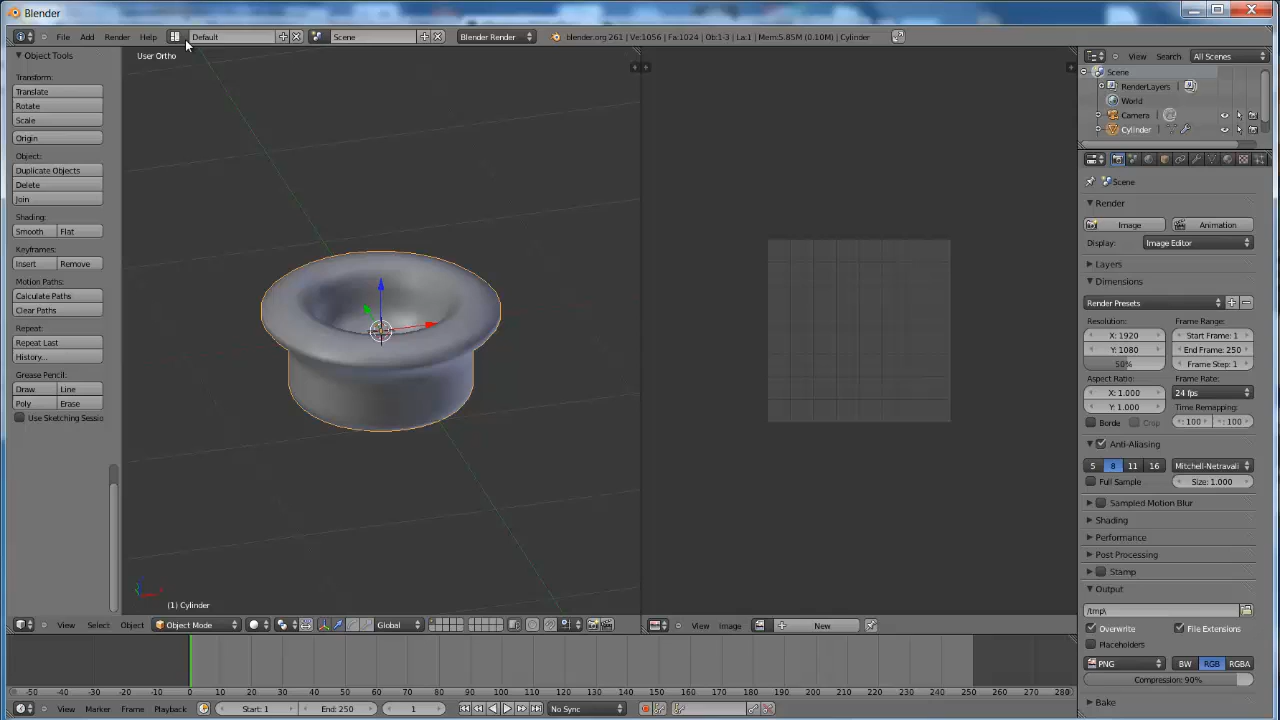 Blender
File Add Render Help Default Scene Blender Render blender.org 261 | Ve:1056 | Fa:1024 | Ob:1-3 | La:1 | Mem:5.85M (0.10M) | Cylinder
Object Tools
Transform:
Translate
Rotate
Scale
Origin
Object:
Duplicate Objects
Delete
Join
Shading:
Smooth Flat
Keyframes:
Insert Remove
Motion Paths:
Calculate Paths
Clear Paths
Repeat:
Repeat Last
History...
Grease Pencil:
Draw Line
Poly Erase
Use Sketching Sessio
User Ortho
(1) Cylinder
View Select Object Object Mode Global
View Image New
View Search All Scenes
Scene
RenderLayers
World
Camera
Cylinder
Scene
Render
Image Animation
Display: Image Editor
Layers
Dimensions
Render Presets
Resolution: Frame Range:
X: 1920 Start Frame: 1
Y: 1080 End Frame: 250
50% Frame Step: 1
Aspect Ratio: Frame Rate:
X: 1.000 24 fps
Y: 1.000 Time Remapping:
Borde Crop : 100 : 100
Anti-Aliasing
5 8 11 16 Mitchell-Netravali
Full Sample Size: 1.000
Sampled Motion Blur
Shading
Performance
Post Processing
Stamp
Output
/tmp\
Overwrite File Extensions
Placeholders
PNG BW RGB RGBA
Compression: 90%
Bake
-50 -40 -30 -20 -10 0 10 20 30 40 50 60 70 80 90 100 110 120 130 140 150 160 170 180 190 200 210 220 230 240 250 260 270 280
View Marker Frame Playback Start: 1 End: 250 1 No Sync